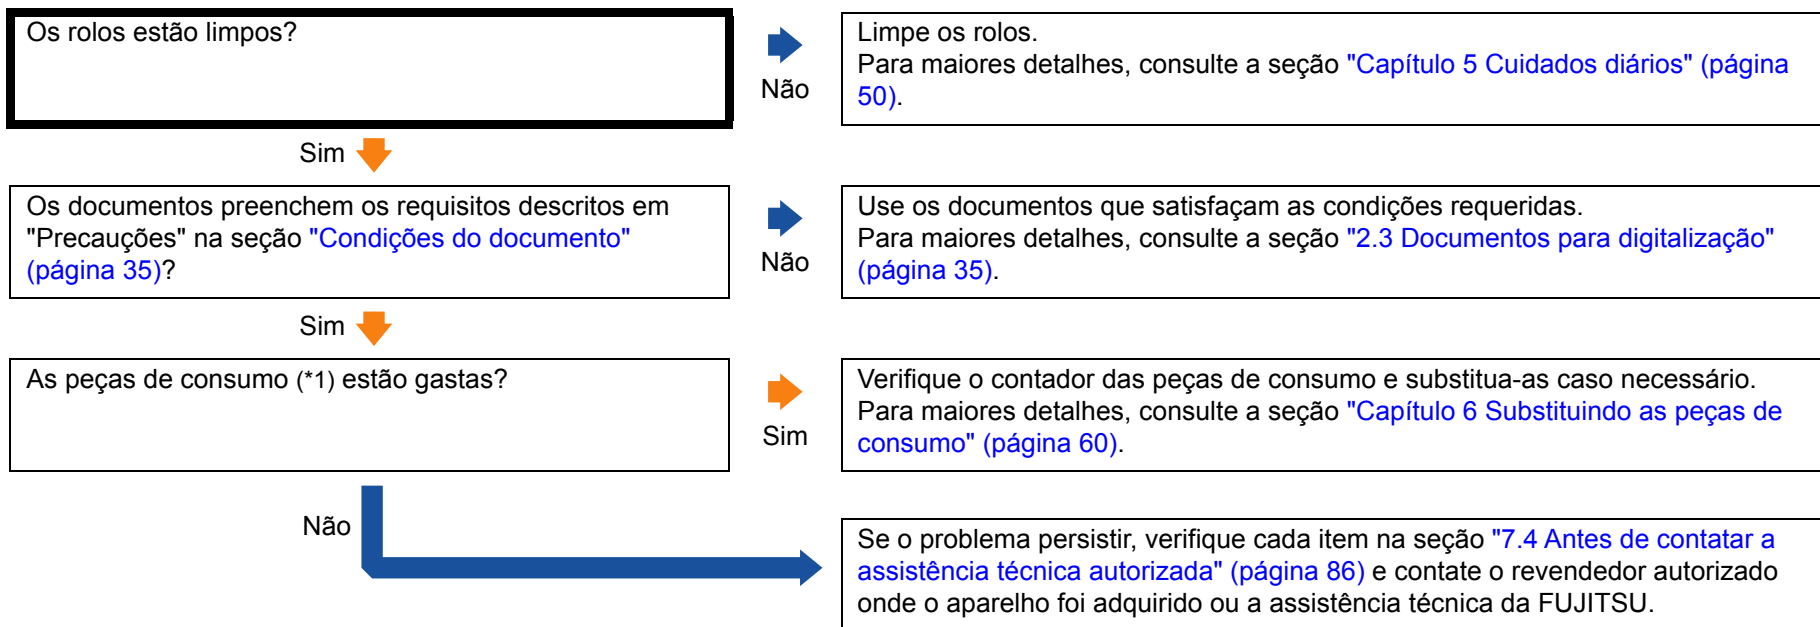 Os rolos estão limpos?
Não
Limpe os rolos.
Para maiores detalhes, consulte a seção "Capítulo 5 Cuidados diários" (página
50).
Sim
Os documentos preenchem os requisitos descritos em
"Precauções" na seção "Condições do documento"
(página 35)?
Não
Use os documentos que satisfaçam as condições requeridas.
Para maiores detalhes, consulte a seção "2.3 Documentos para digitalização"
(página 35).
Sim
As peças de consumo (*1) estão gastas?
Sim
Verifique o contador das peças de consumo e substitua-as caso necessário.
Para maiores detalhes, consulte a seção "Capítulo 6 Substituindo as peças de
consumo" (página 60).
Não
Se o problema persistir, verifique cada item na seção "7.4 Antes de contatar a
assistência técnica autorizada" (página 86) e contate o revendedor autorizado
onde o aparelho foi adquirido ou a assistência técnica da FUJITSU.